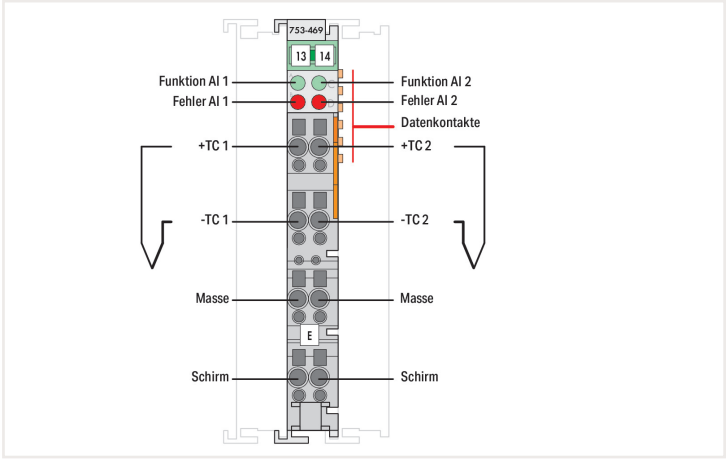 753-469
13 14
Funktion AI 1
Funktion AI 2
Fehler AI 1
Fehler AI 2
Datenkontakte
+TC 1
+TC 2
-TC 1
-TC 2
Masse
Masse
E
Schirm
Schirm